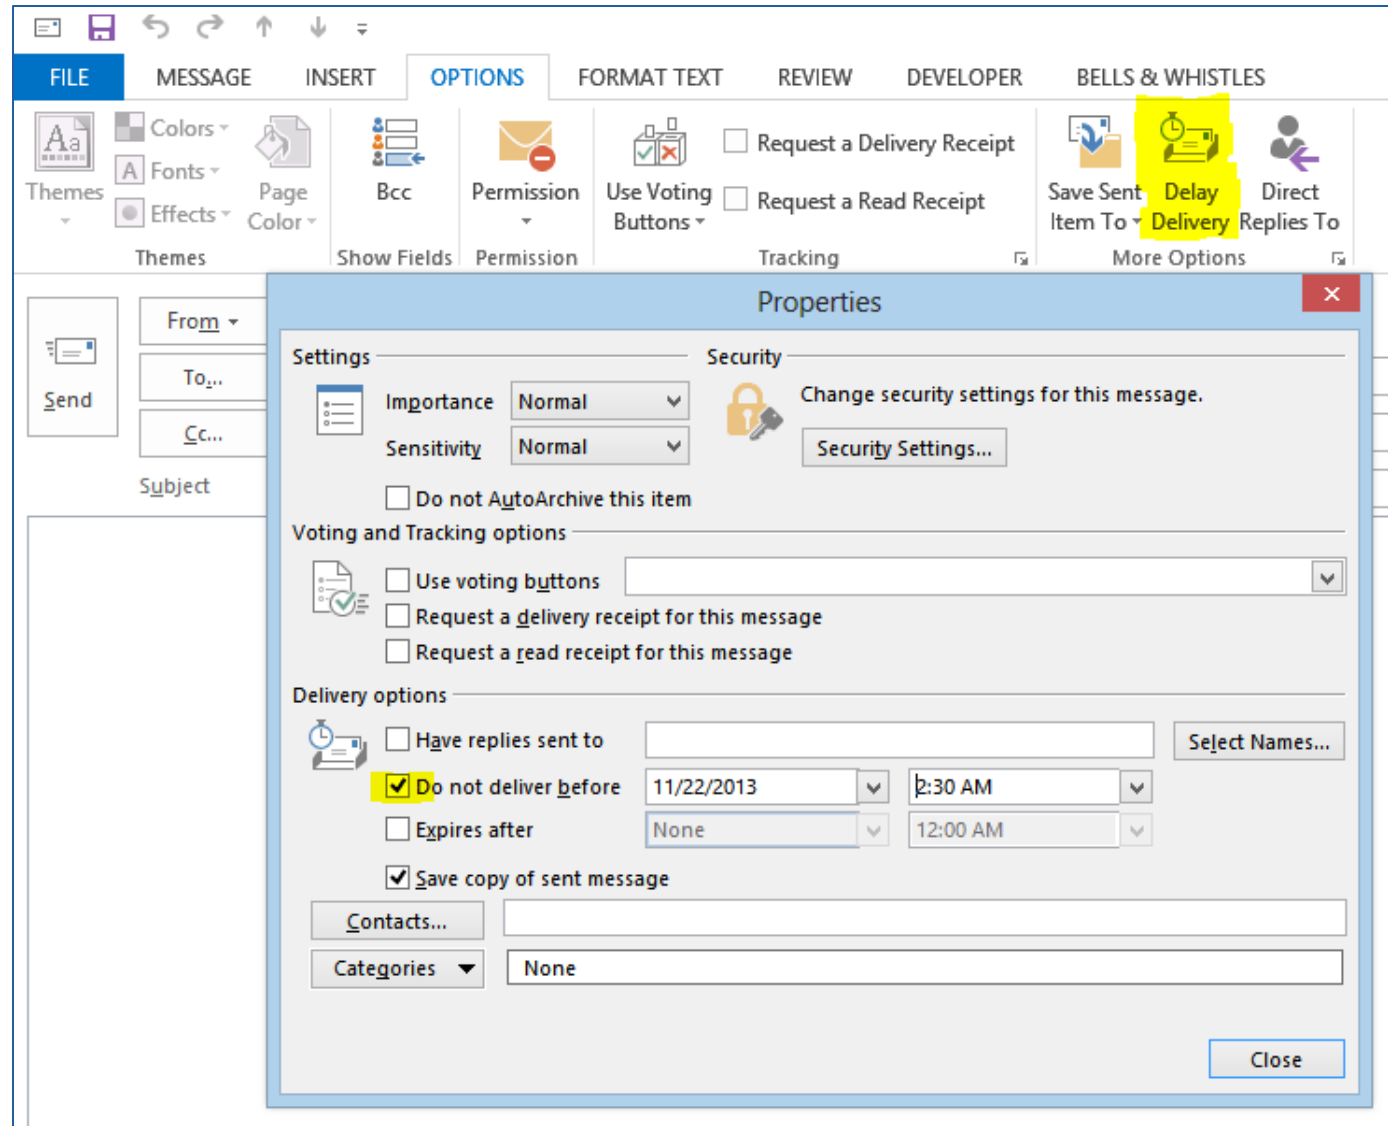 FILE MESSAGE INSERT OPTIONS FORMAT TEXT REVIEW DEVELOPER BELLS & WHISTLES
Aa
Themes
Colors
A Fonts
Effects
Page
Color
Themes
Bcc
Show Fields
Permission
Permission
Use Voting
Buttons
Request a Delivery Receipt
Request a Read Receipt
Tracking
Save Sent
Item To
Delay
Delivery
Direct
Replies To
More Options
Send
From
To...
Cc...
Subject
Properties
Settings
Importance Normal
Sensitivity Normal
Do not AutoArchive this item
Security
Change security settings for this message.
Security Settings...
Voting and Tracking options
Use voting buttons
Request a delivery receipt for this message
Request a read receipt for this message
Delivery options
Have replies sent to Select Names...
Do not deliver before 11/22/2013 2:30 AM
Expires after None 12:00 AM
Save copy of sent message
Contacts...
Categories None
Close